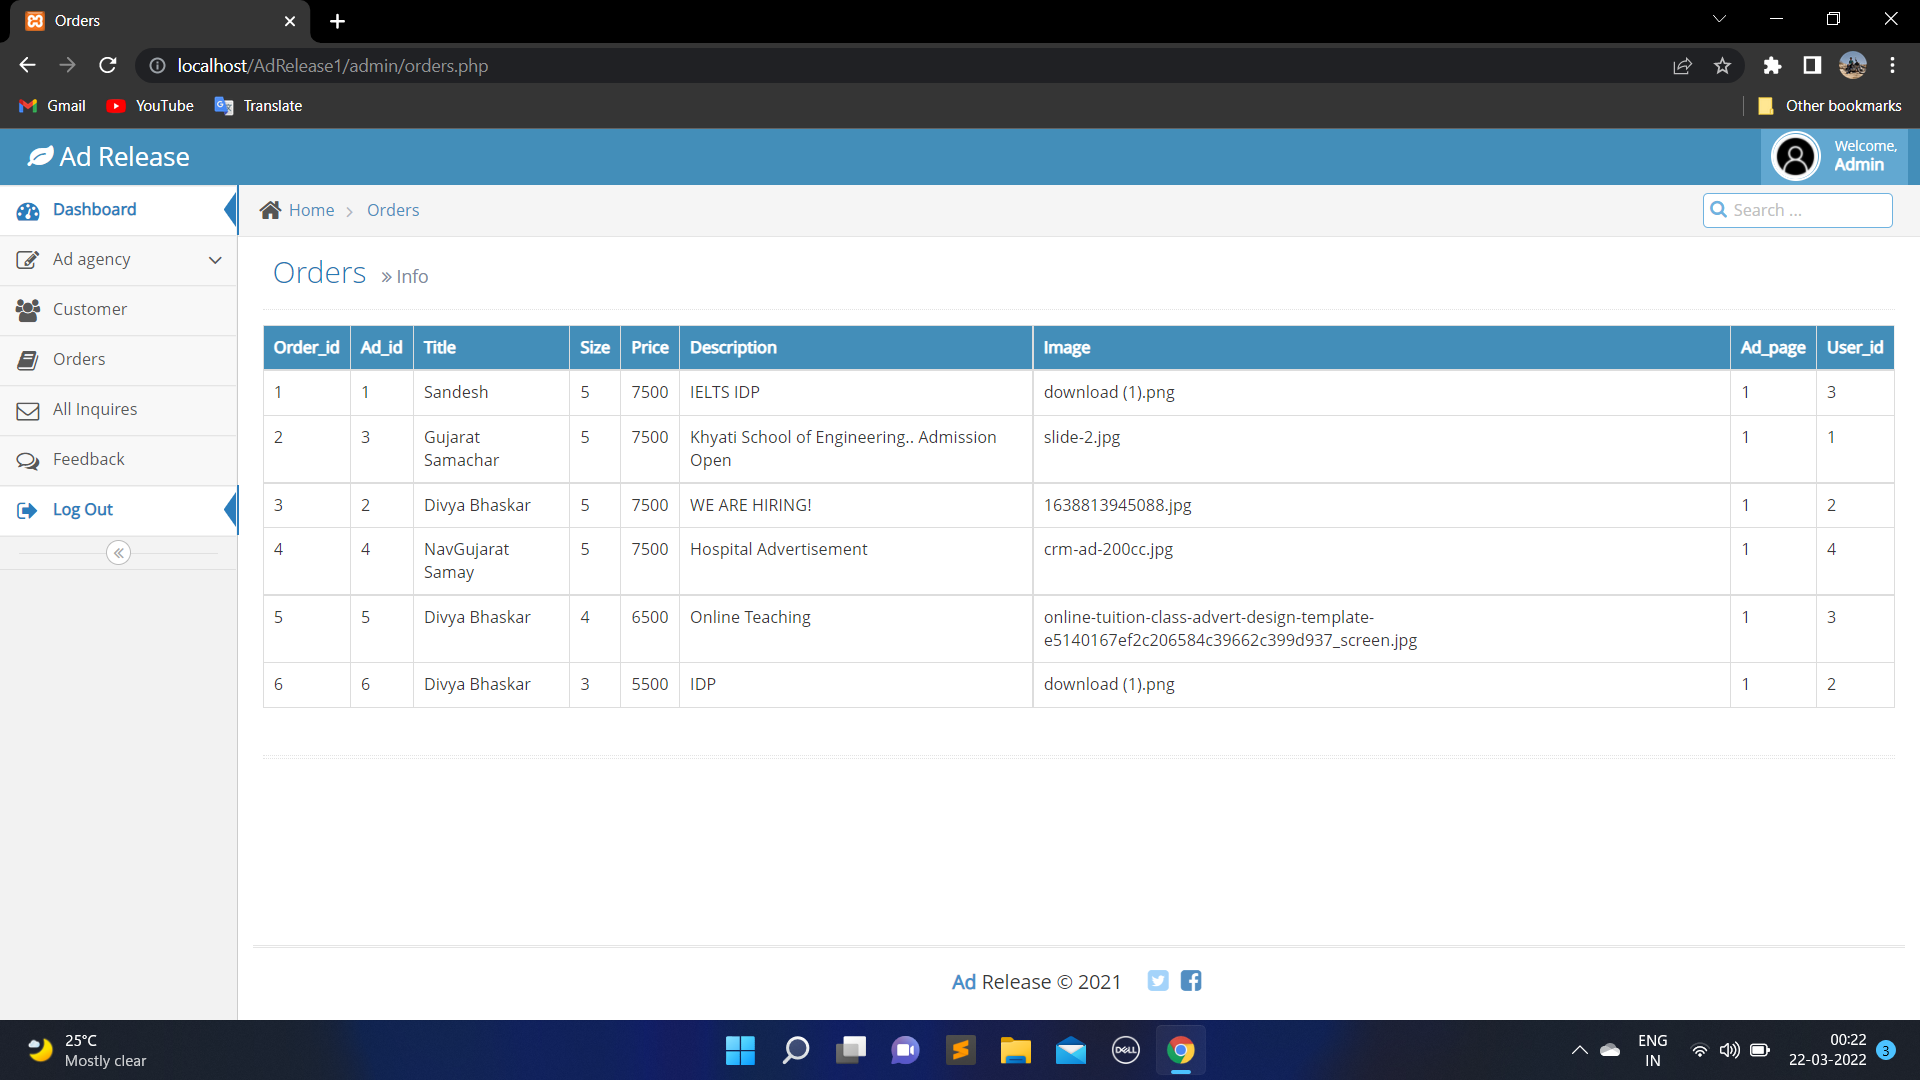 Orders
localhost/AdRelease1/admin/orders.php
Gmail YouTube Translate Other bookmarks
Ad Release Welcome, Admin
Dashboard
Ad agency
Customer
Orders
All Inquires
Feedback
Log Out
Home Orders Search ...
Orders » Info
Order_id Ad_id Title Size Price Description Image Ad_page User_id
1 1 Sandesh 5 7500 IELTS IDP download (1).png 1 3
2 3 Gujarat Samachar 5 7500 Khyati School of Engineering.. Admission Open slide-2.jpg 1 1
3 2 Divya Bhaskar 5 7500 WE ARE HIRING! 1638813945088.jpg 1 2
4 4 NavGujarat Samay 5 7500 Hospital Advertisement crm-ad-200cc.jpg 1 4
5 5 Divya Bhaskar 4 6500 Online Teaching online-tuition-class-advert-design-template-e5140167ef2c206584c39662c399d937_screen.jpg 1 3
6 6 Divya Bhaskar 3 5500 IDP download (1).png 1 2
Ad Release © 2021
25°C
Mostly clear
DELL
ENG
IN
00:22
22-03-2022
3